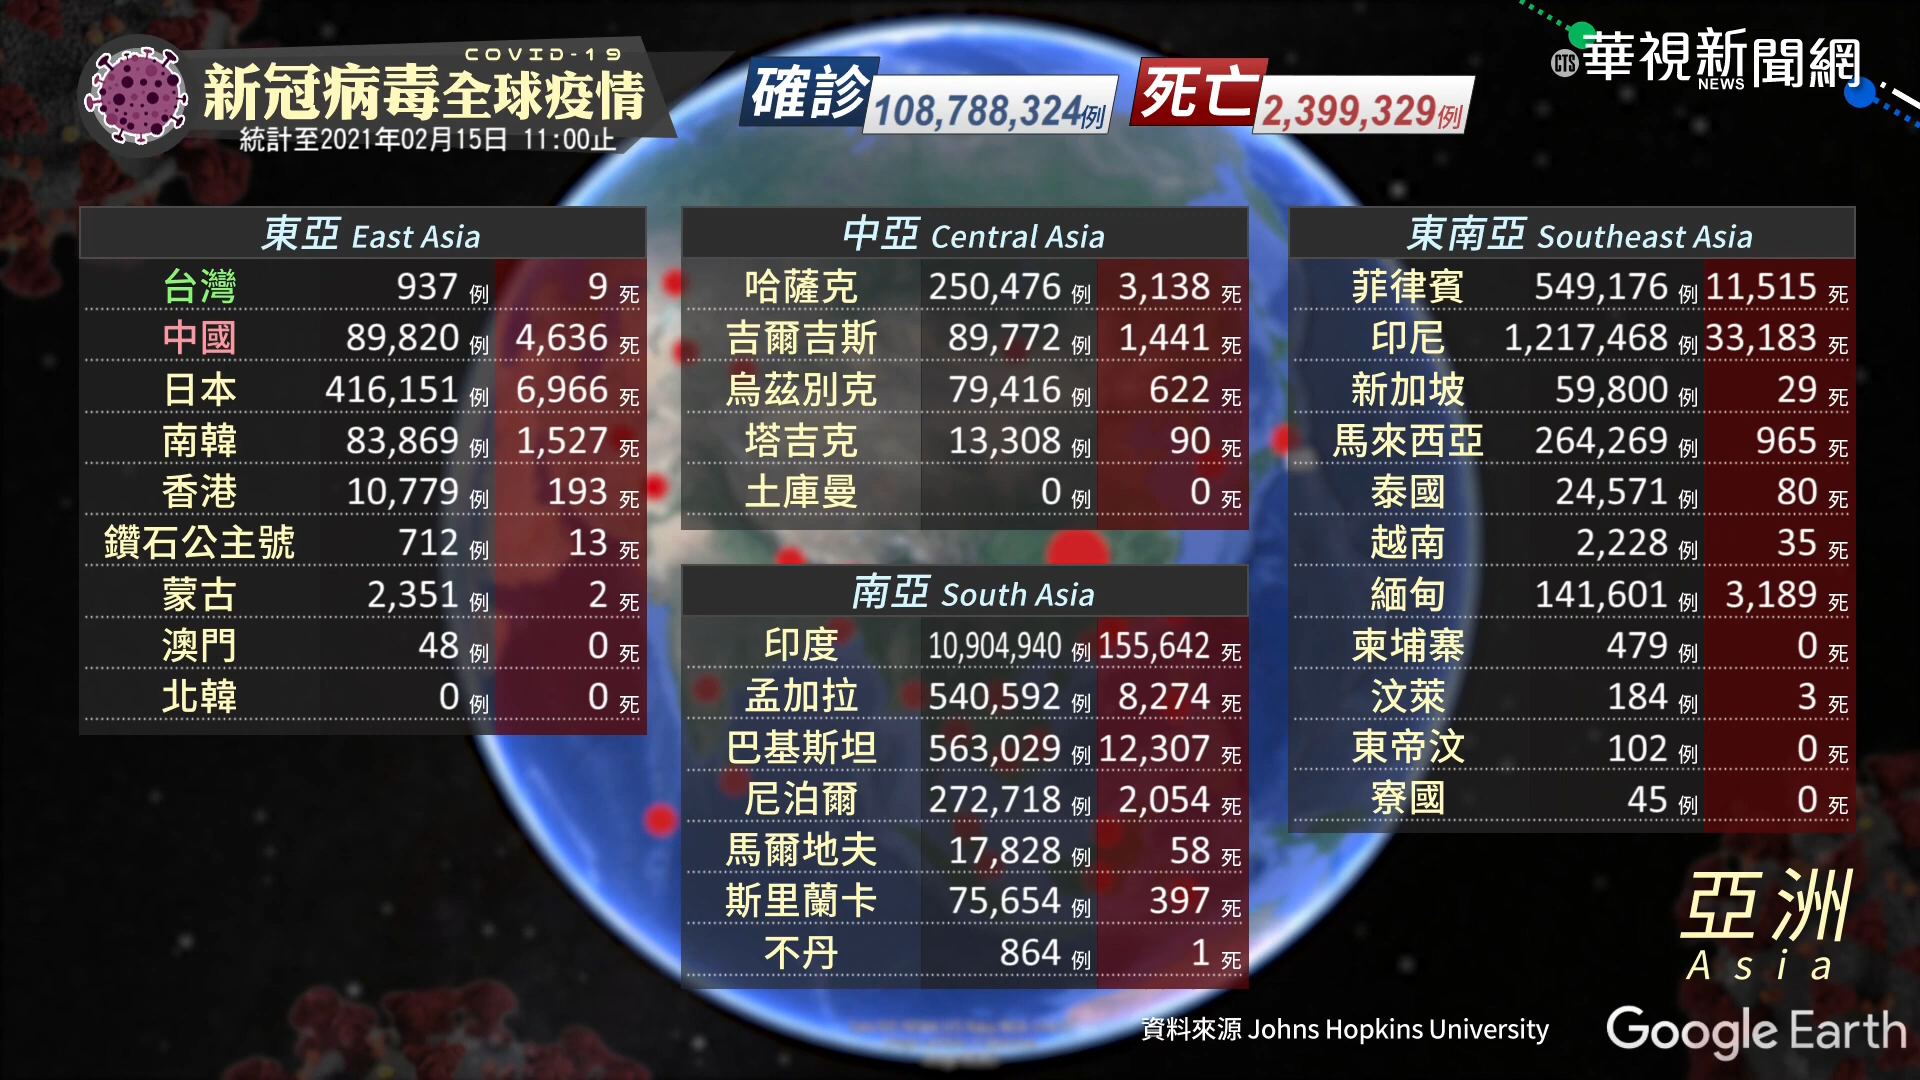 COVID-19
新冠病毒全球疫情
統計至2021年02月15日 11:00止
確診 108,788,324例
死亡 2,399,329例
CTS 華視新聞網
NEWS
東亞 East Asia
台灣 937 例 9 死
中國 89,820 例 4,636 死
日本 416,151 例 6,966 死
南韓 83,869 例 1,527 死
香港 10,779 例 193 死
鑽石公主號 712 例 13 死
蒙古 2,351 例 2 死
澳門 48 例 0 死
北韓 0 例 0 死
中亞 Central Asia
哈薩克 250,476 例 3,138 死
吉爾吉斯 89,772 例 1,441 死
烏茲別克 79,416 例 622 死
塔吉克 13,308 例 90 死
土庫曼 0 例 0 死
南亞 South Asia
印度 10,904,940 例 155,642 死
孟加拉 540,592 例 8,274 死
巴基斯坦 563,029 例 12,307 死
尼泊爾 272,718 例 2,054 死
馬爾地夫 17,828 例 58 死
斯里蘭卡 75,654 例 397 死
不丹 864 例 1 死
東南亞 Southeast Asia
菲律賓 549,176 例 11,515 死
印尼 1,217,468 例 33,183 死
新加坡 59,800 例 29 死
馬來西亞 264,269 例 965 死
泰國 24,571 例 80 死
越南 2,228 例 35 死
緬甸 141,601 例 3,189 死
柬埔寨 479 例 0 死
汶萊 184 例 3 死
東帝汶 102 例 0 死
寮國 45 例 0 死
亞洲
Asia
資料來源 Johns Hopkins University
Google Earth